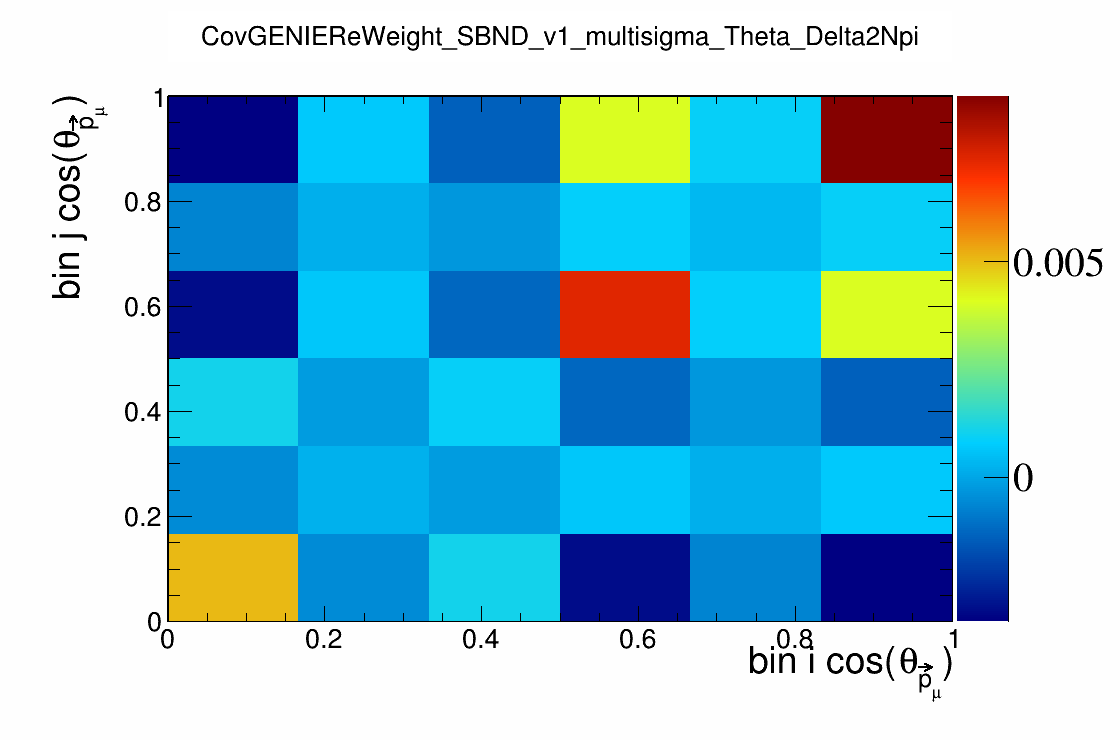 CovGENIEReWeight_SBND_v1_multisigma_Theta_Delta2Npi
bin j cos(θp⃗μ)
1
0.8
0.6
0.4
0.2
0
0 0.2 0.4 0.6 0.8 1
bin i cos(θp⃗μ)
0.005
0